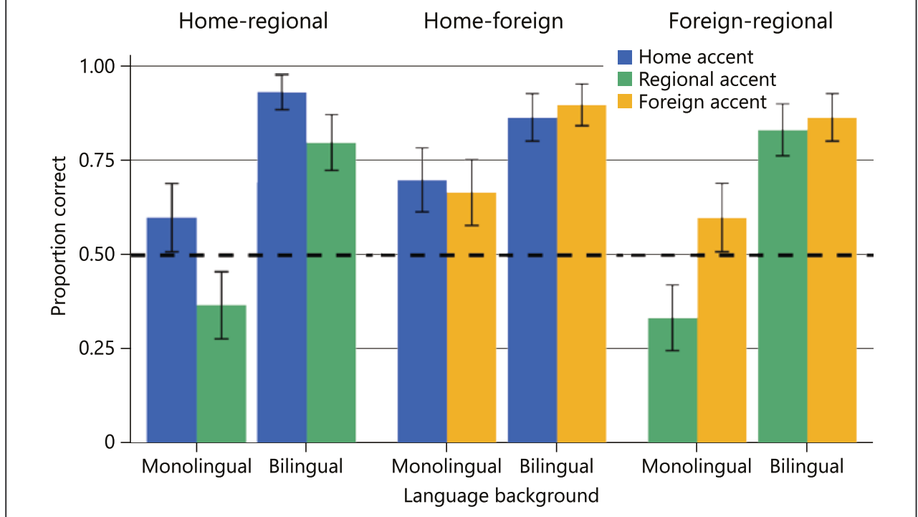 Home-regional
Home-foreign
Foreign-regional
Home accent
Regional accent
Foreign accent
Proportion correct
1.00
0.75
0.50
0.25
0
Monolingual Bilingual
Monolingual Bilingual
Monolingual Bilingual
Language background